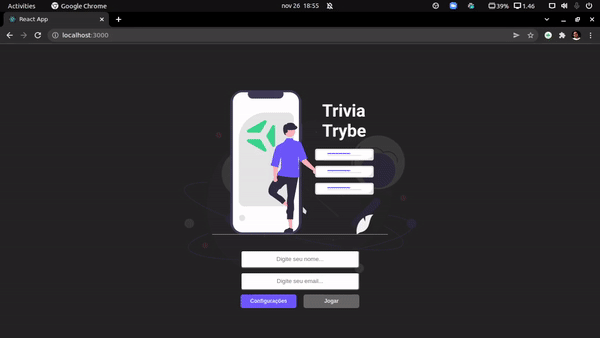 Activities Google Chrome nov 26 18:55 39% 1.46
React App
localhost:3000
Trivia
Trybe
Digite seu nome...
Digite seu email...
Configurações Jogar